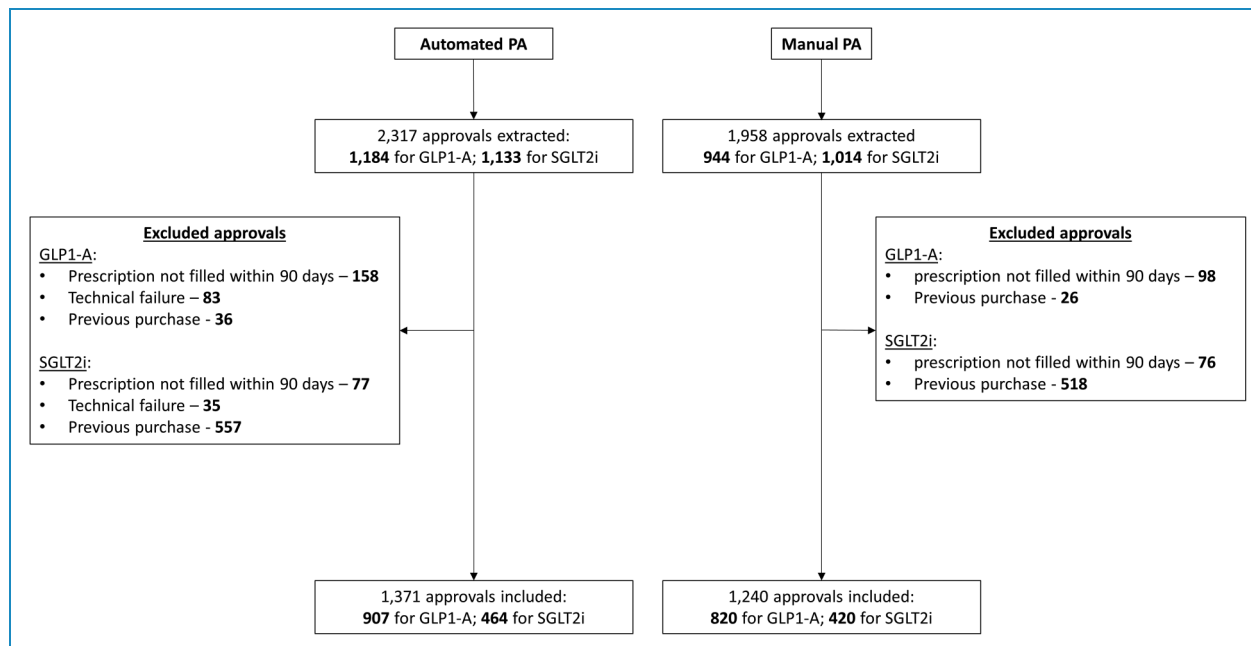 Automated PA
Manual PA
2,317 approvals extracted:
1,184 for GLP1-A; 1,133 for SGLT2i
1,958 approvals extracted
944 for GLP1-A; 1,014 for SGLT2i
Excluded approvals
GLP1-A:
• Prescription not filled within 90 days – 158
• Technical failure – 83
• Previous purchase - 36
SGLT2i:
• Prescription not filled within 90 days – 77
• Technical failure – 35
• Previous purchase - 557
Excluded approvals
GLP1-A:
• prescription not filled within 90 days – 98
• Previous purchase - 26
SGLT2i:
• prescription not filled within 90 days – 76
• Previous purchase - 518
1,371 approvals included:
907 for GLP1-A; 464 for SGLT2i
1,240 approvals included:
820 for GLP1-A; 420 for SGLT2i